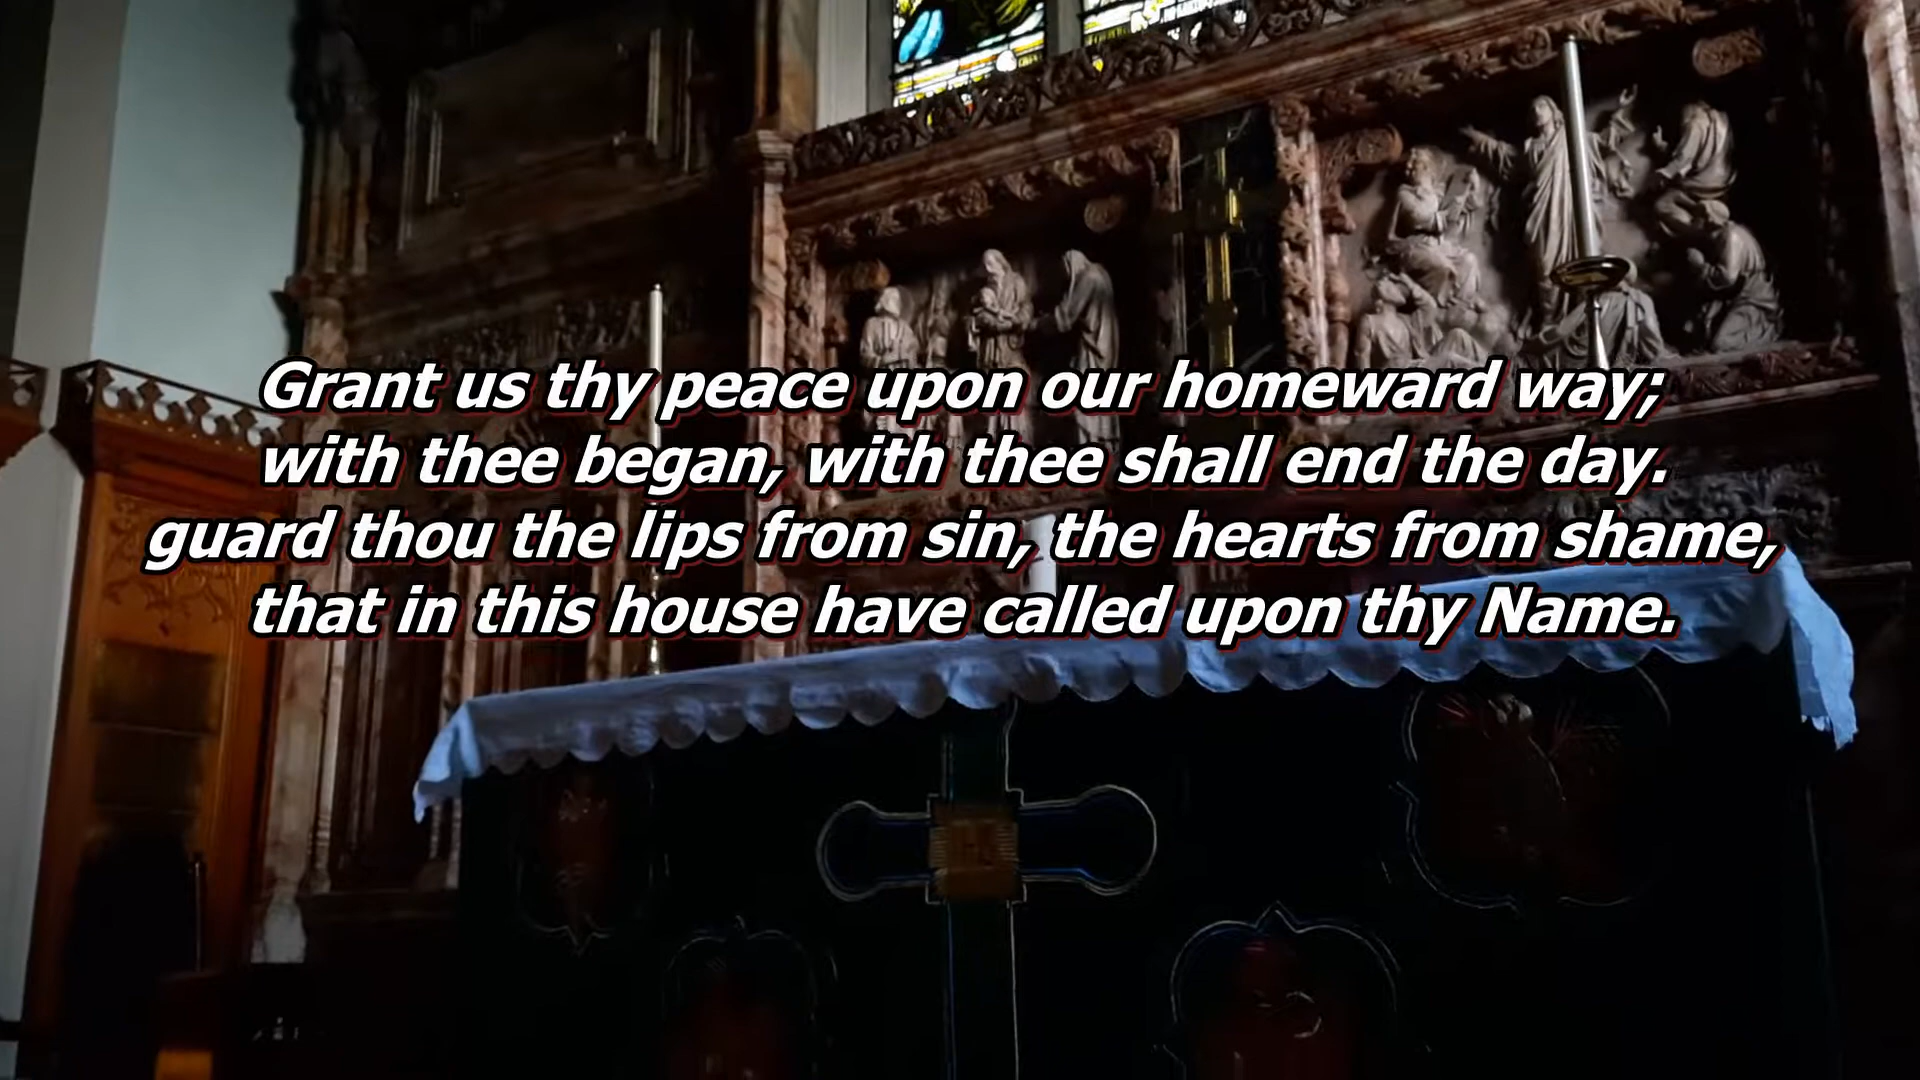 Grant us thy peace upon our homeward way;
with thee began, with thee shall end the day.
guard thou the lips from sin, the hearts from shame,
that in this house have called upon thy Name.